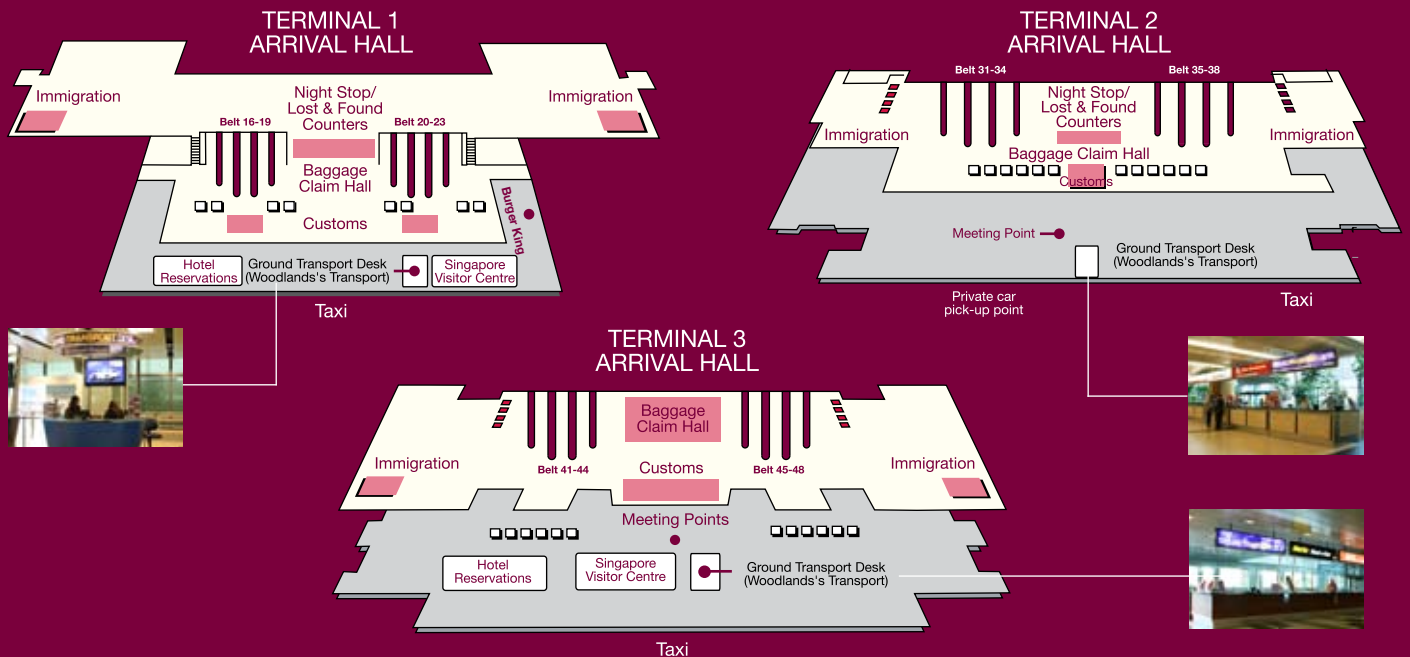 TERMINAL 1
ARRIVAL HALL
Immigration
Night Stop/
Lost & Found
Counters
Immigration
Belt 16-19
Belt 20-23
Baggage
Claim Hall
Customs
Burger King
Hotel
Reservations
Ground Transport Desk
(Woodlands's Transport)
Singapore
Visitor Centre
Taxi
TERMINAL 2
ARRIVAL HALL
Belt 31-34
Belt 35-38
Night Stop/
Lost & Found
Counters
Immigration
Immigration
Baggage Claim Hall
Customs
Meeting Point
Ground Transport Desk
(Woodlands's Transport)
Private car
pick-up point
Taxi
TERMINAL 3
ARRIVAL HALL
Baggage
Claim Hall
Immigration
Belt 41-44
Customs
Belt 45-48
Immigration
Meeting Points
Hotel
Reservations
Singapore
Visitor Centre
Ground Transport Desk
(Woodlands's Transport)
Taxi
TRANSPORT